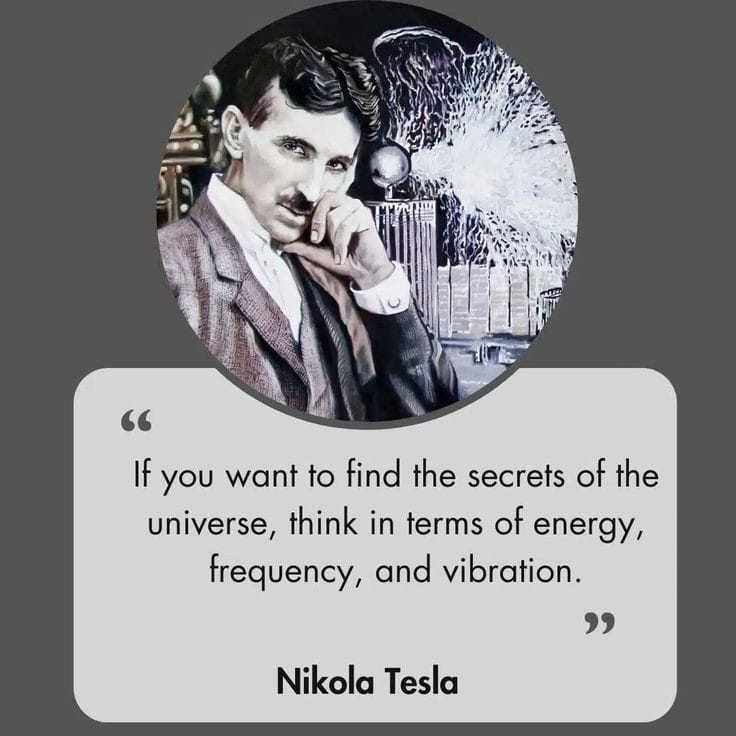 “
If you want to find the secrets of the
universe, think in terms of energy,
frequency, and vibration.
”
Nikola Tesla